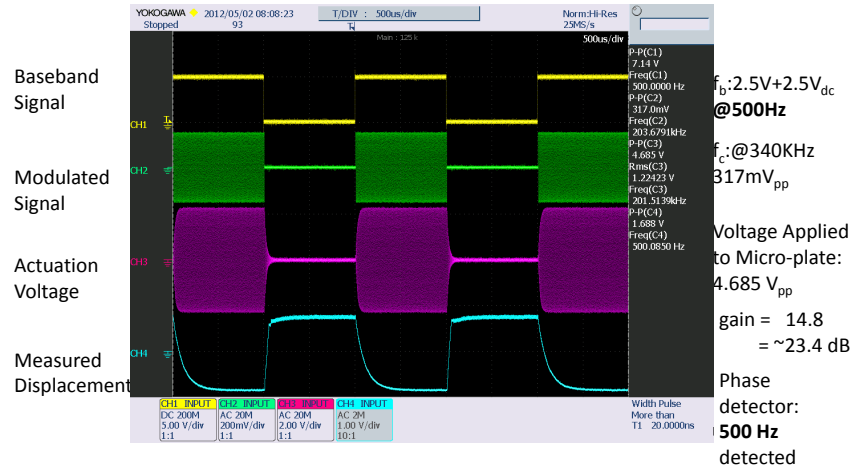 YOKOGAWA 2012/05/02 08:08:23 T/DIV : 500us/div Norm:Hi-Res
Stopped 93 25MS/s
Main : 125 k 500us/div
Baseband
Signal
Modulated
Signal
Actuation
Voltage
Measured
Displacement
T
CH1
CH2
CH3
CH4
P-P(C1)
7.14 V
Freq(C1)
500.0000 Hz
P-P(C2)
317.0mV
Freq(C2)
203.6791kHz
P-P(C3)
4.685 V
Rms(C3)
1.22423 V
Freq(C3)
201.5139kHz
P-P(C4)
1.688 V
Freq(C4)
500.0850 Hz
fb:2.5V+2.5Vdc
@500Hz
fc:@340KHz
317mVpp
Voltage Applied
to Micro-plate:
4.685 Vpp
gain = 14.8
= ~23.4 dB
Phase
detector:
500 Hz
detected
CH1 INPUT CH2 INPUT CH3 INPUT CH4 INPUT
DC 200M AC 20M AC 20M AC 2M
5.00 V/div 200mV/div 2.00 V/div 1.00 V/div
1:1 1:1 1:1 10:1
Width Pulse
More than
T1 20.0000ns